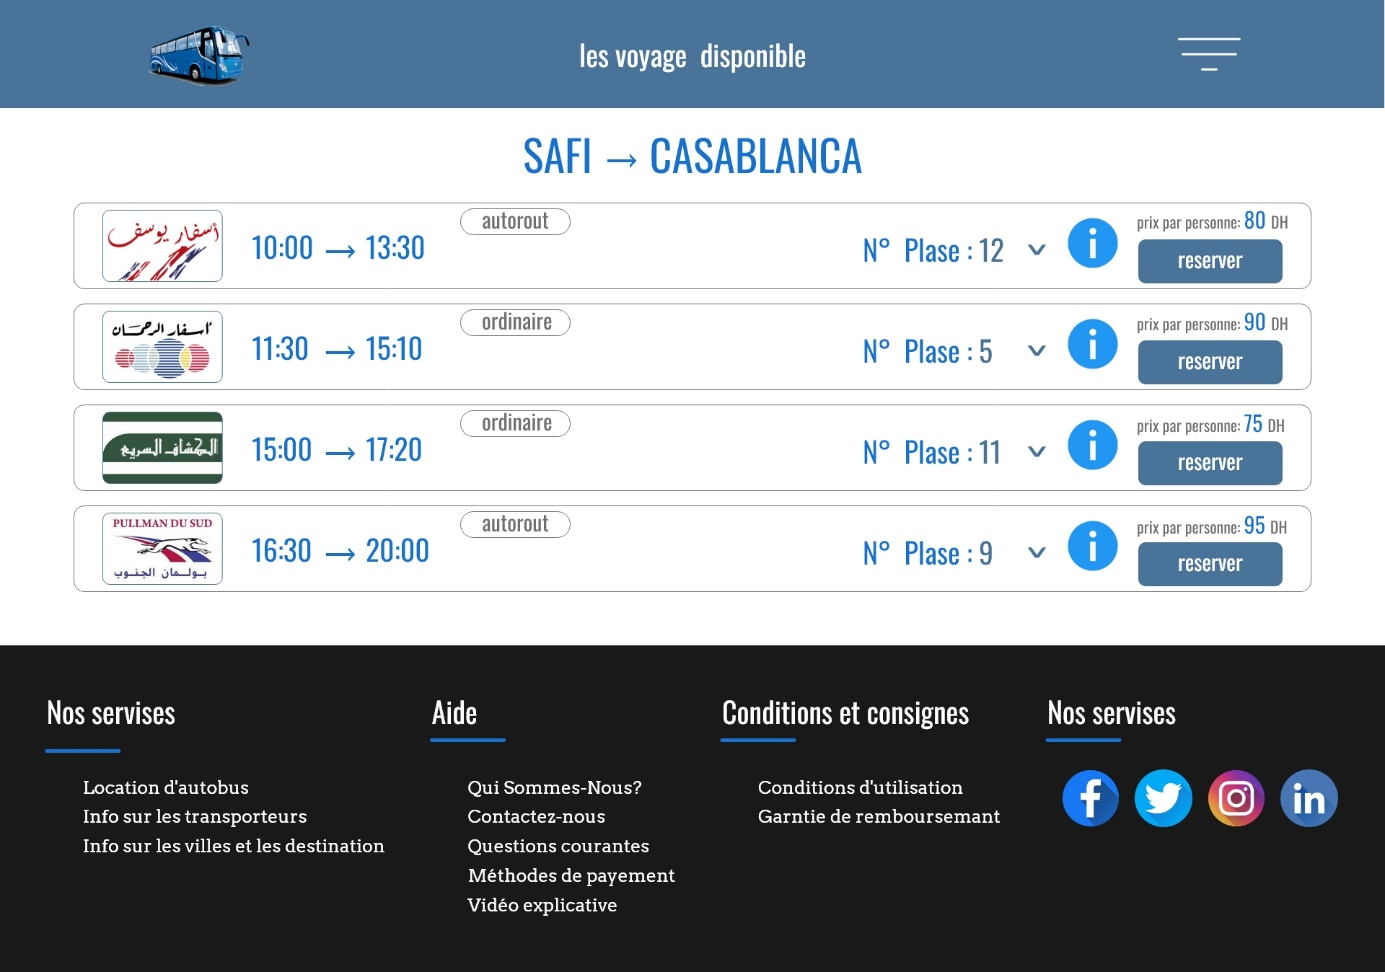 les voyage disponible
SAFI → CASABLANCA
أسفار يوسف
10:00 → 13:30
autorout
N° Plase : 12
prix par personne: 80 DH
reserver
أسفار الرحمان
11:30 → 15:10
ordinaire
N° Plase : 5
prix par personne: 90 DH
reserver
الكشاف السريع
15:00 → 17:20
ordinaire
N° Plase : 11
prix par personne: 75 DH
reserver
PULLMAN DU SUD
بولمان الجنوب
16:30 → 20:00
autorout
N° Plase : 9
prix par personne: 95 DH
reserver
Nos servises
Location d'autobus
Info sur les transporteurs
Info sur les villes et les destination
Aide
Qui Sommes-Nous?
Contactez-nous
Questions courantes
Méthodes de payement
Vidéo explicative
Conditions et consignes
Conditions d'utilisation
Garntie de remboursemant
Nos servises